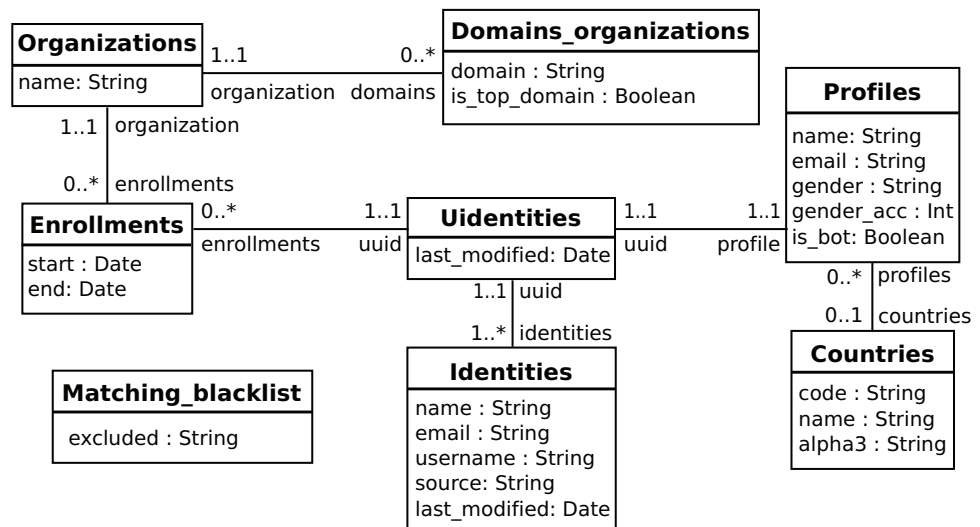 Organizations
name: String
1..1
0..*
organization
domains
Domains_organizations
domain : String
is_top_domain : Boolean
1..1
organization
0..*
enrollments
Enrollments
start : Date
end: Date
0..*
1..1
enrollments
uuid
Uidentities
last_modified: Date
1..1
1..1
uuid
profile
Profiles
name: String
email : String
gender : String
gender_acc : Int
is_bot: Boolean
0..*
profiles
0..1
countries
Countries
code : String
name : String
alpha3 : String
1..1
uuid
1..*
identities
Identities
name : String
email : String
username : String
source: String
last_modified: Date
Matching_blacklist
excluded : String